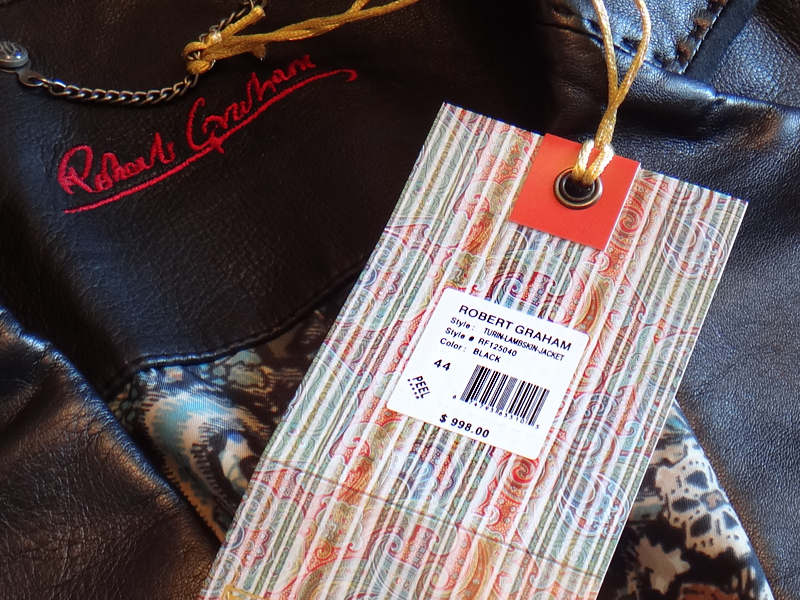 Robert Graham
ROBERT GRAHAM
Style : TURIN-LAMBSKIN-JACKET
Style # RF125040
Color : BLACK
44
PEEL
$ 998.00